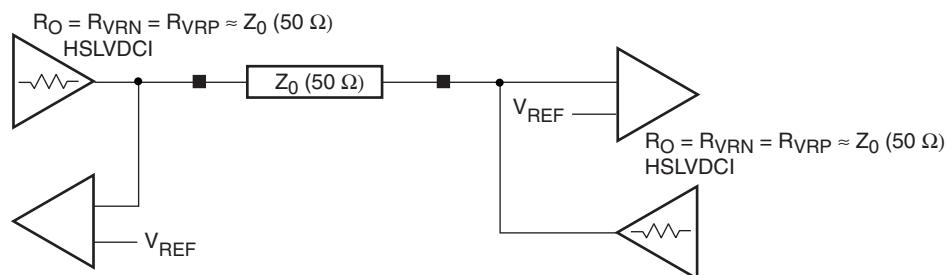 R_O = R_VRN = R_VRP ≈ Z_0 (50 Ω)
HSLVDCI
Z_0 (50 Ω)
V_REF
R_O = R_VRN = R_VRP ≈ Z_0 (50 Ω)
HSLVDCI
V_REF